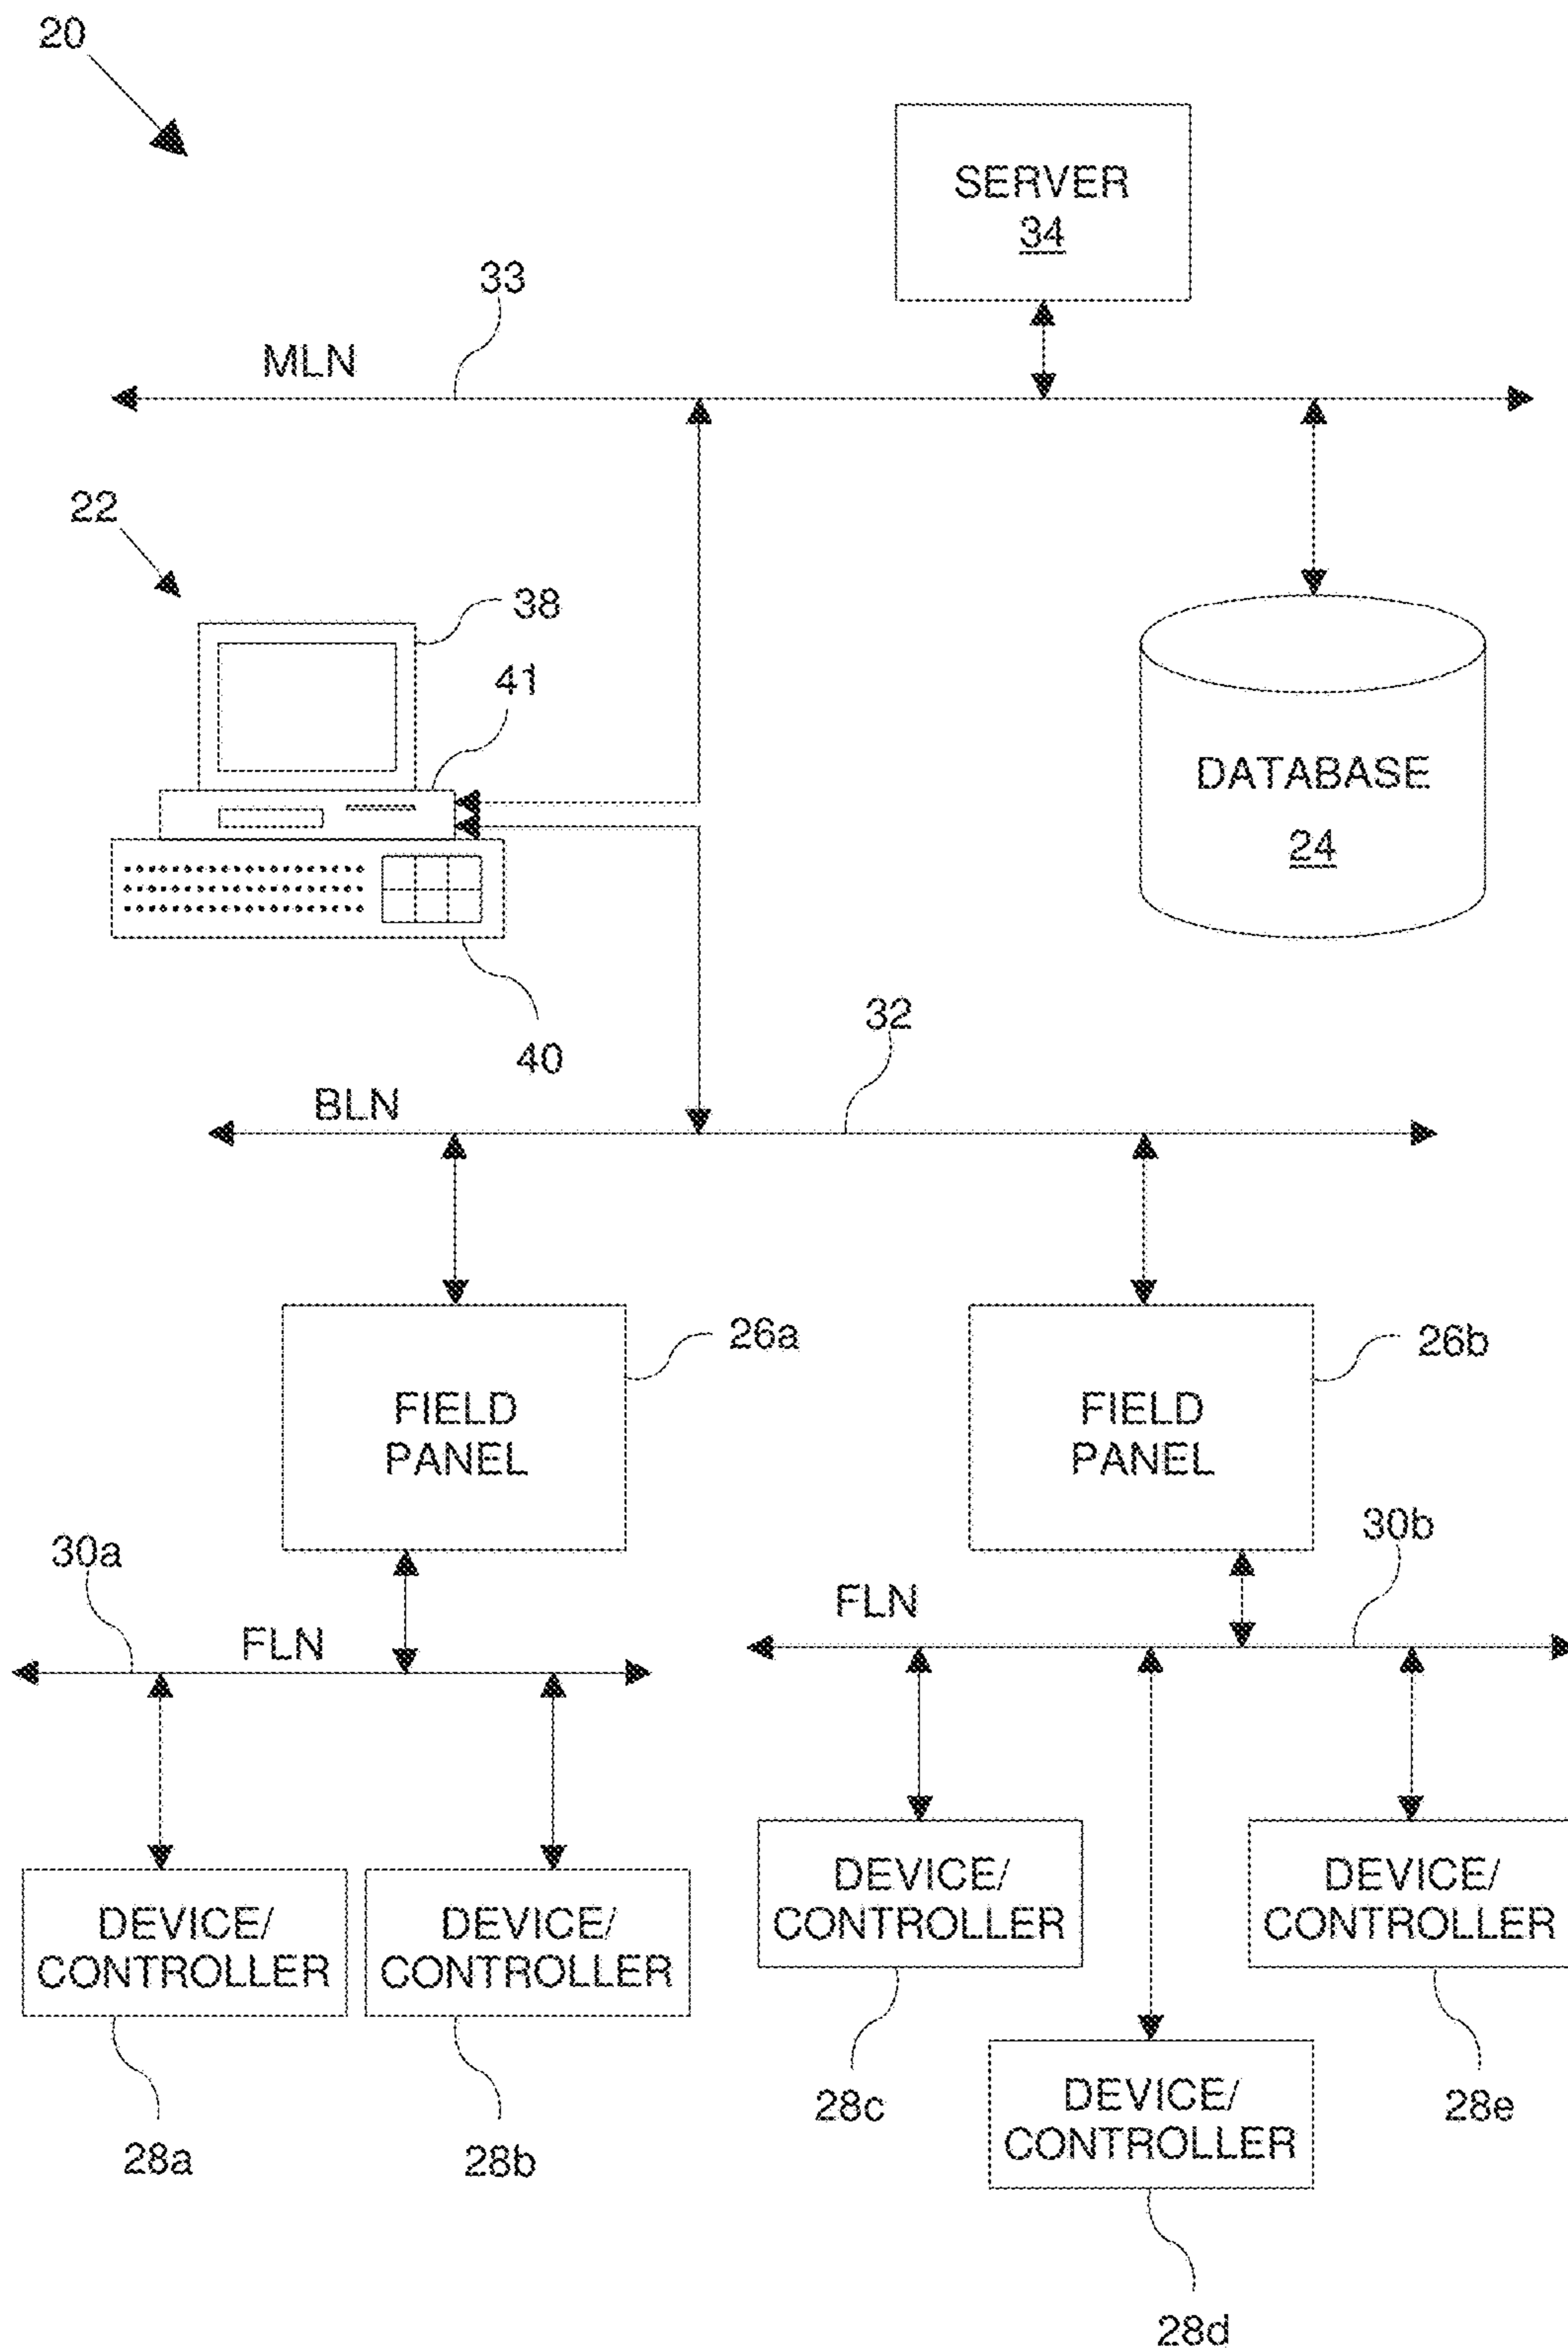 20
SERVER
34
33
MLN
22
38
41
DATABASE
24
40
32
BLN
26a
26b
FIELD
PANEL
FIELD
PANEL
30a
30b
FLN
FLN
DEVICE/
CONTROLLER
DEVICE/
CONTROLLER
DEVICE/
CONTROLLER
DEVICE/
CONTROLLER
28a
28b
28c
28e
DEVICE/
CONTROLLER
28d